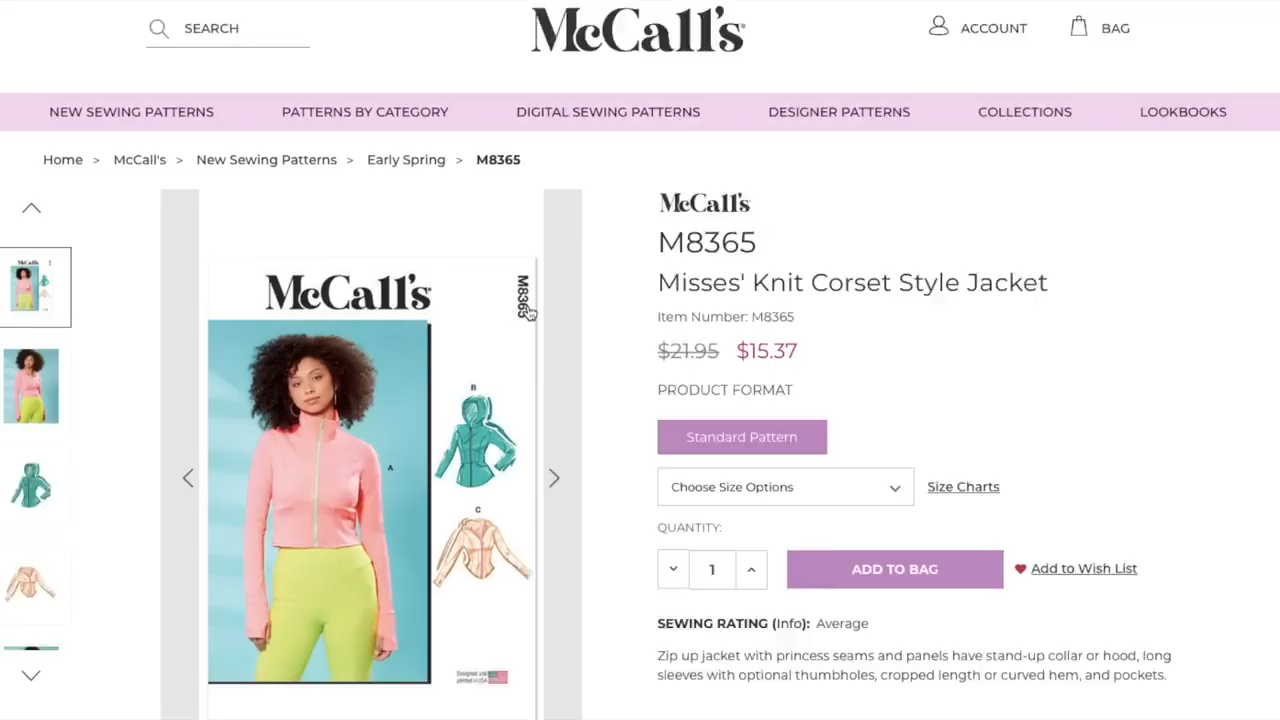 SEARCH
McCall's
ACCOUNT
BAG
NEW SEWING PATTERNS
PATTERNS BY CATEGORY
DIGITAL SEWING PATTERNS
DESIGNER PATTERNS
COLLECTIONS
LOOKBOOKS
Home > McCall's > New Sewing Patterns > Early Spring > M8365
McCall's
McCall's
M8365
A
B
C
McCall's
M8365
Misses' Knit Corset Style Jacket
Item Number: M8365
$21.95 $15.37
PRODUCT FORMAT
Standard Pattern
Choose Size Options
Size Charts
QUANTITY:
1
ADD TO BAG
Add to Wish List
SEWING RATING (Info): Average
Zip up jacket with princess seams and panels have stand-up collar or hood, long
sleeves with optional thumbholes, cropped length or curved hem, and pockets.